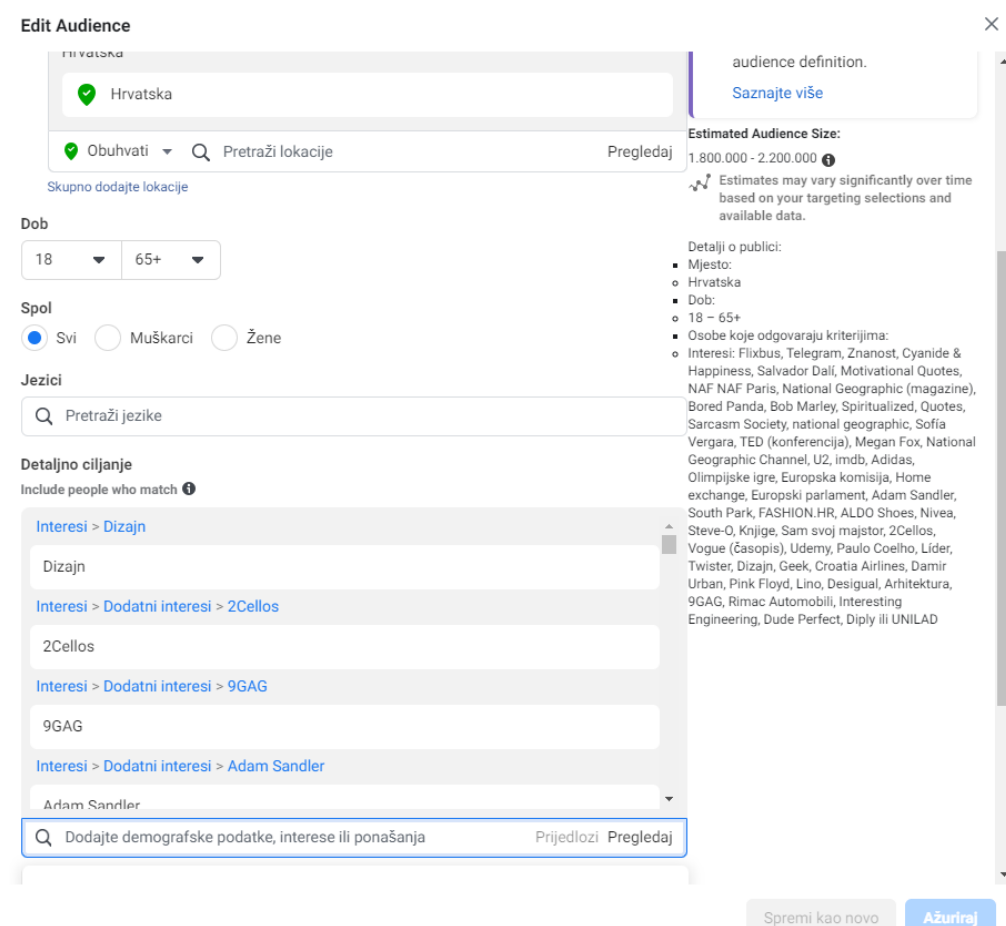 Edit Audience
Hrvatska
Hrvatska
Obuhvati
Pretraži lokacije
Pregledaj
Skupno dodajte lokacije
Dob
18
65+
Spol
Svi
Muškarci
Žene
Jezici
Pretraži jezike
Detaljno ciljanje
Include people who match
Interesi > Dizajn
Dizajn
Interesi > Dodatni interesi > 2Cellos
2Cellos
Interesi > Dodatni interesi > 9GAG
9GAG
Interesi > Dodatni interesi > Adam Sandler
Adam Sandler
Dodajte demografske podatke, interese ili ponašanja
Prijedlozi
Pregledaj
audience definition.
Saznajte više
Estimated Audience Size:
1.800.000 - 2.200.000
Estimates may vary significantly over time
based on your targeting selections and
available data.
Detalji o publici:
Mjesto:
Hrvatska
Dob:
18 – 65+
Osobe koje odgovaraju kriterijima:
Interesi: Flixbus, Telegram, Znanost, Cyanide &
Happiness, Salvador Dalí, Motivational Quotes,
NAF NAF Paris, National Geographic (magazine),
Bored Panda, Bob Marley, Spiritualized, Quotes,
Sarcasm Society, national geographic, Sofía
Vergara, TED (konferencija), Megan Fox, National
Geographic Channel, U2, imdb, Adidas,
Olimpijske igre, Europska komisija, Home
exchange, Europski parlament, Adam Sandler,
South Park, FASHION.HR, ALDO Shoes, Nivea,
Steve-O, Knjige, Sam svoj majstor, 2Cellos,
Vogue (časopis), Udemy, Paulo Coelho, Líder,
Twister, Dizajn, Geek, Croatia Airlines, Damir
Urban, Pink Floyd, Lino, Desigual, Arhitektura,
9GAG, Rimac Automobili, Interesting
Engineering, Dude Perfect, Diply ili UNILAD
Spremi kao novo
Ažuriraj